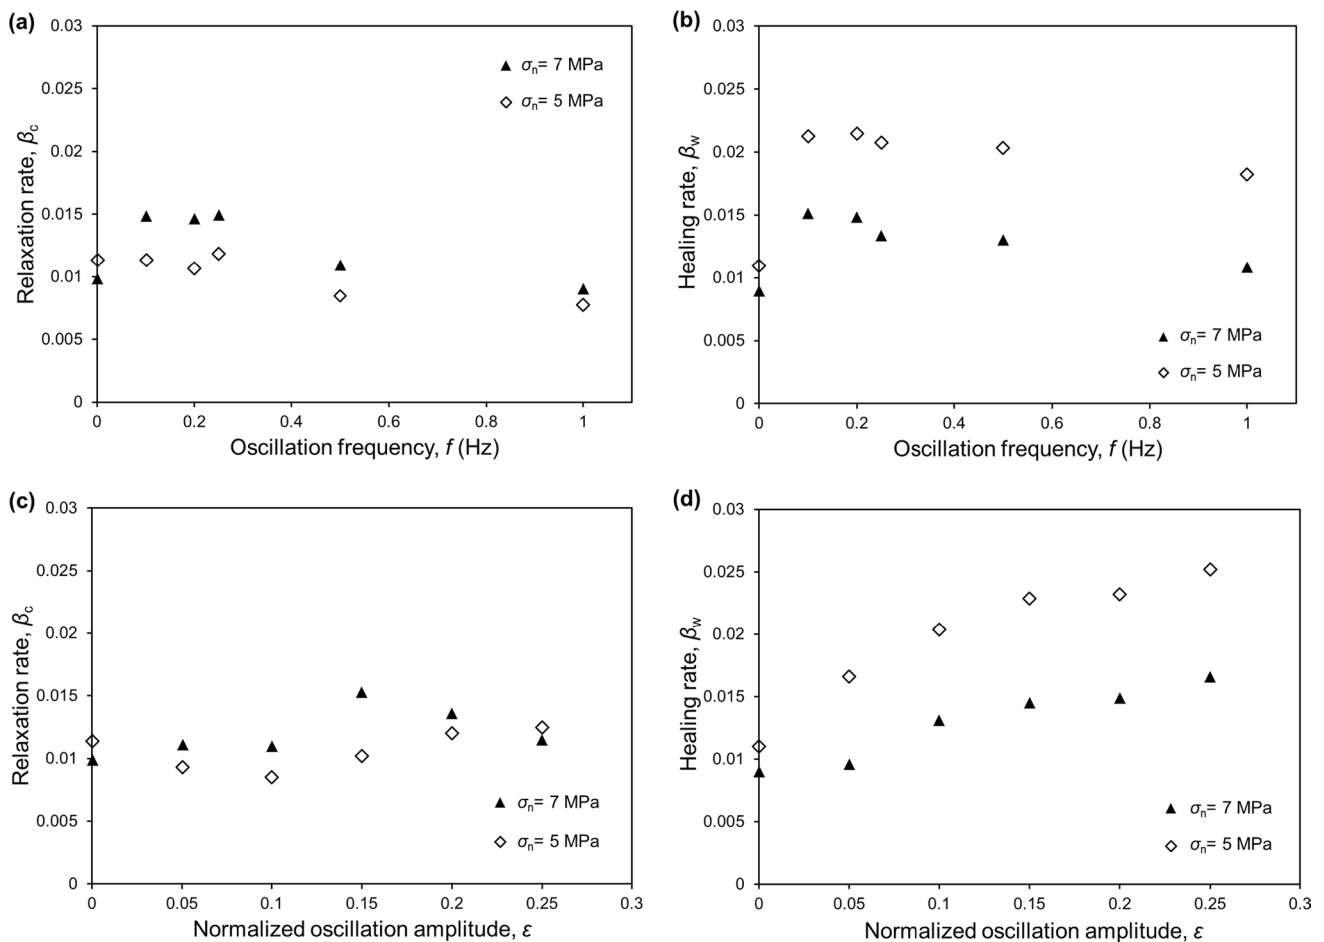 (a)
0.03
0.025
0.02
0.015
0.01
0.005
0
Relaxation rate, βc
σn= 7 MPa
σn= 5 MPa
0 0.2 0.4 0.6 0.8 1
Oscillation frequency, f (Hz)
(b)
0.03
0.025
0.02
0.015
0.01
0.005
0
Healing rate, βw
σn= 7 MPa
σn= 5 MPa
0 0.2 0.4 0.6 0.8 1
Oscillation frequency, f (Hz)
(c)
0.03
0.025
0.02
0.015
0.01
0.005
0
Relaxation rate, βc
σn= 7 MPa
σn= 5 MPa
0 0.05 0.1 0.15 0.2 0.25 0.3
Normalized oscillation amplitude, ε
(d)
0.03
0.025
0.02
0.015
0.01
0.005
0
Healing rate, βw
σn= 7 MPa
σn= 5 MPa
0 0.05 0.1 0.15 0.2 0.25 0.3
Normalized oscillation amplitude, ε